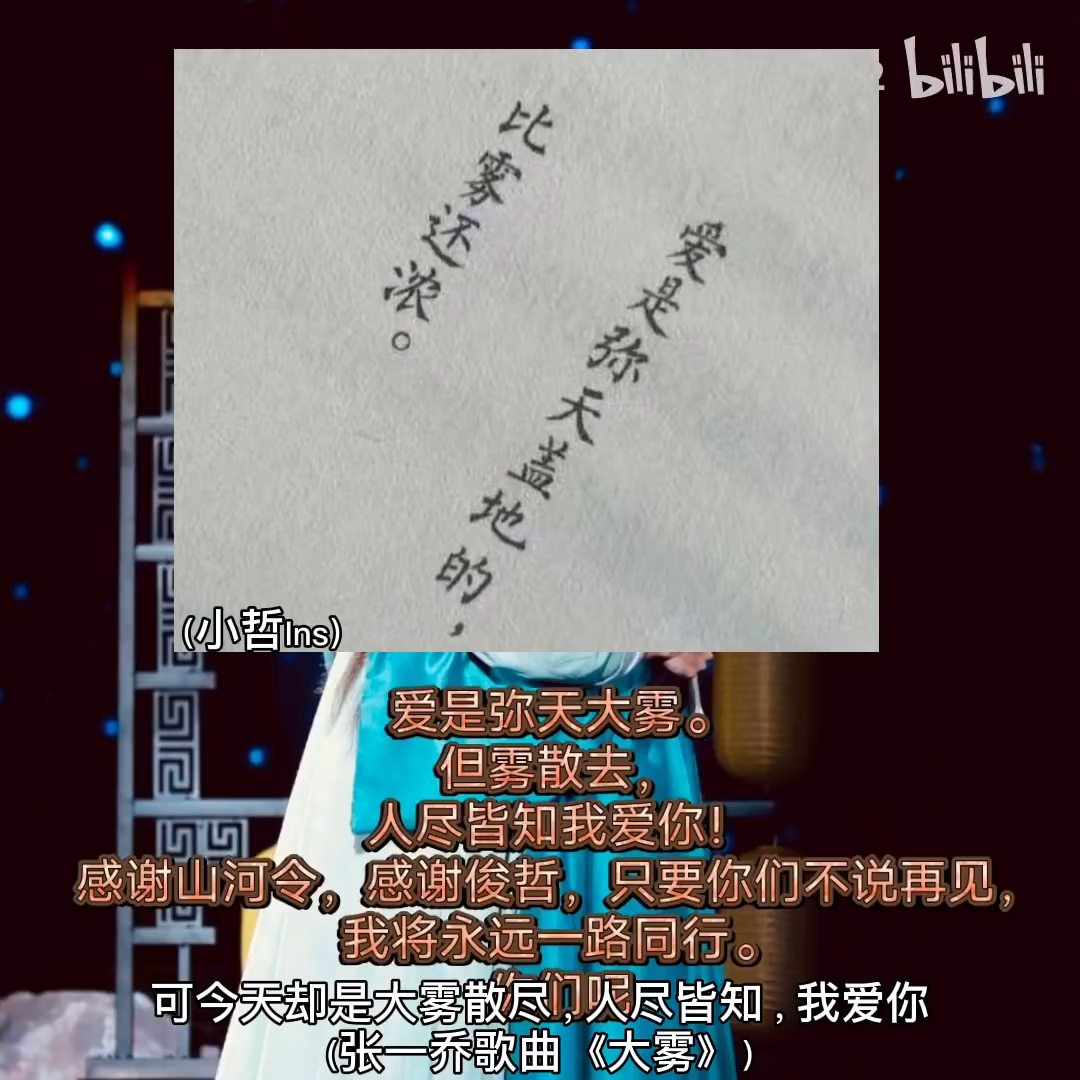 2 bilibili
爱是弥天盖地的，
比雾还浓。
(小哲Ins)
爱是弥天大雾。
但雾散去，
人尽皆知我爱你！
感谢山河令，感谢俊哲，只要你们不说再见，
我将永远一路同行。
你们呢
可今天却是大雾散尽，人尽皆知，我爱你
(张一乔歌曲《大雾》)